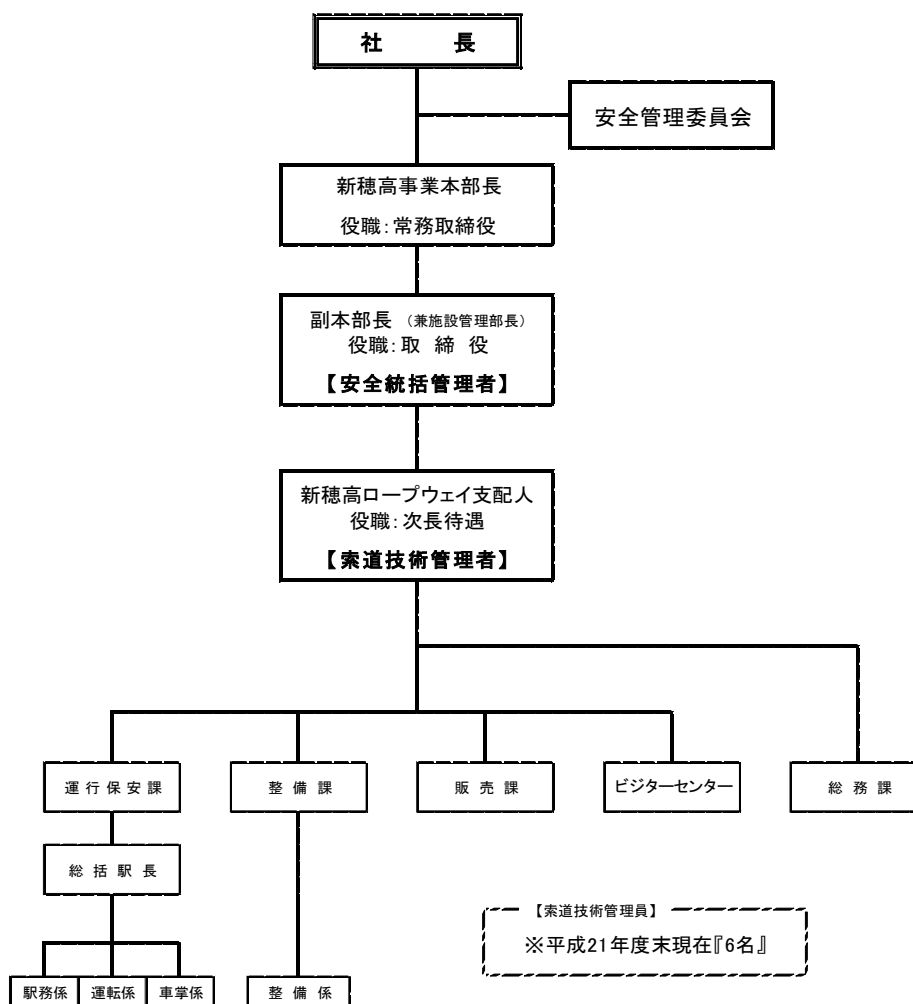 社 長
安全管理委員会
新穂高事業本部長
役職：常務取締役
副本部長 （兼施設管理部長）
役職：取 締 役
【安全統括管理者】
新穂高ロープウェイ支配人
役職：次長待遇
【索道技術管理者】
運行保安課
整備課
販売課
ビジターセンター
総務課
総括駅長
【索道技術管理員】
※平成21年度末現在『6名』
駅務係
運転係
車掌係
整備係